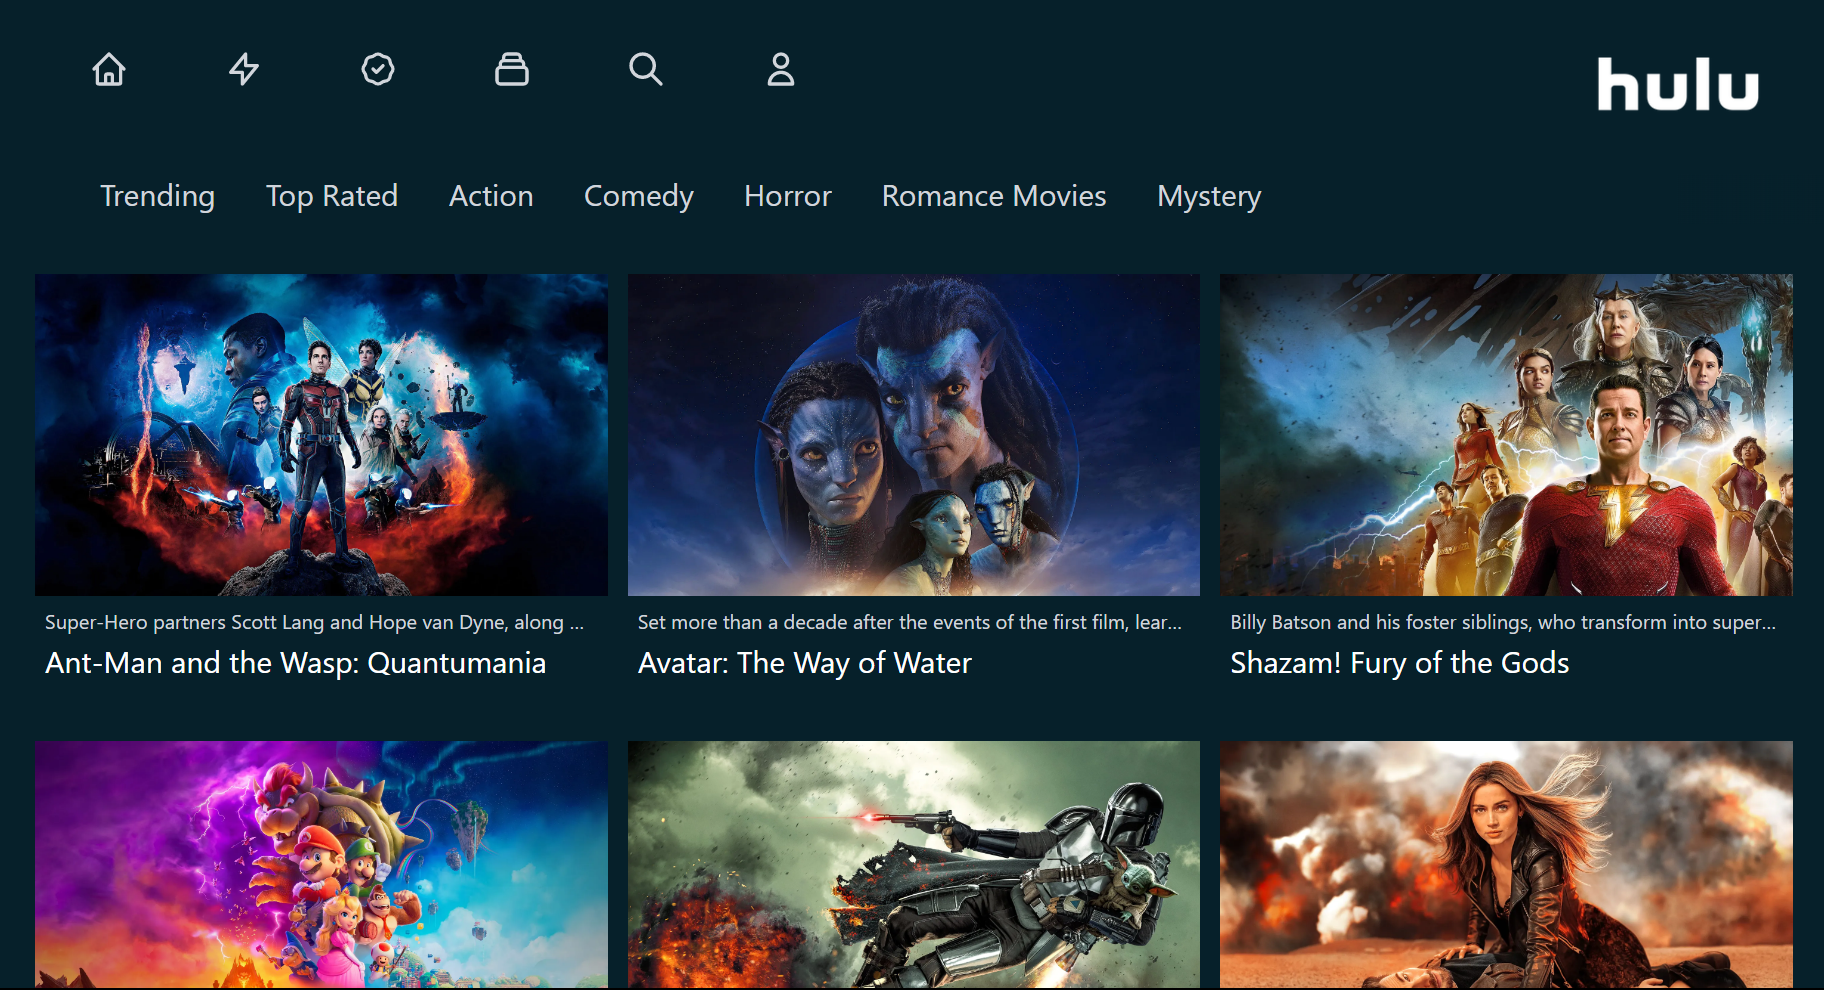 hulu
Trending Top Rated Action Comedy Horror Romance Movies Mystery
Super-Hero partners Scott Lang and Hope van Dyne, along ...
Ant-Man and the Wasp: Quantumania
Set more than a decade after the events of the first film, lear...
Avatar: The Way of Water
Billy Batson and his foster siblings, who transform into super...
Shazam! Fury of the Gods